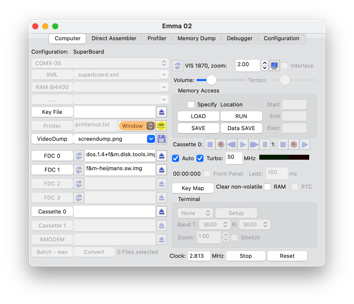 Emma 02
Computer Direct Assembler Profiler Memory Dump Debugger Configuration
Configuration: SuperBoard
COMX-35
XML superboard.xml
RAM @4400
Key File
Printer printerout.txt Window
VideoDump screendump.png
FDC 0 dos.1.4+f&m.disk.tools.img
FDC 1 f&m-heijmans.sw.img
FDC 2
FDC 3
Cassette 0
Cassette 1
XMODEM
Batch - wav Convert 0 Files selected
VIS 1870, zoom: 2.00 Interlace
Volume: Tempo:
Memory Access
Specify Location Start
LOAD RUN End
SAVE Data SAVE Exec
Cassette 0: 1:
Auto Turbo: 50 MHz
00:00:000 Front Panel Leds: 100 ms
Key Map Clear non-volatile RAM RTC
Terminal
None Setup
Baud T: 3600 R: 3600
Zoom: 1.00 Stretch
Clock: 2.813 MHz Stop Reset